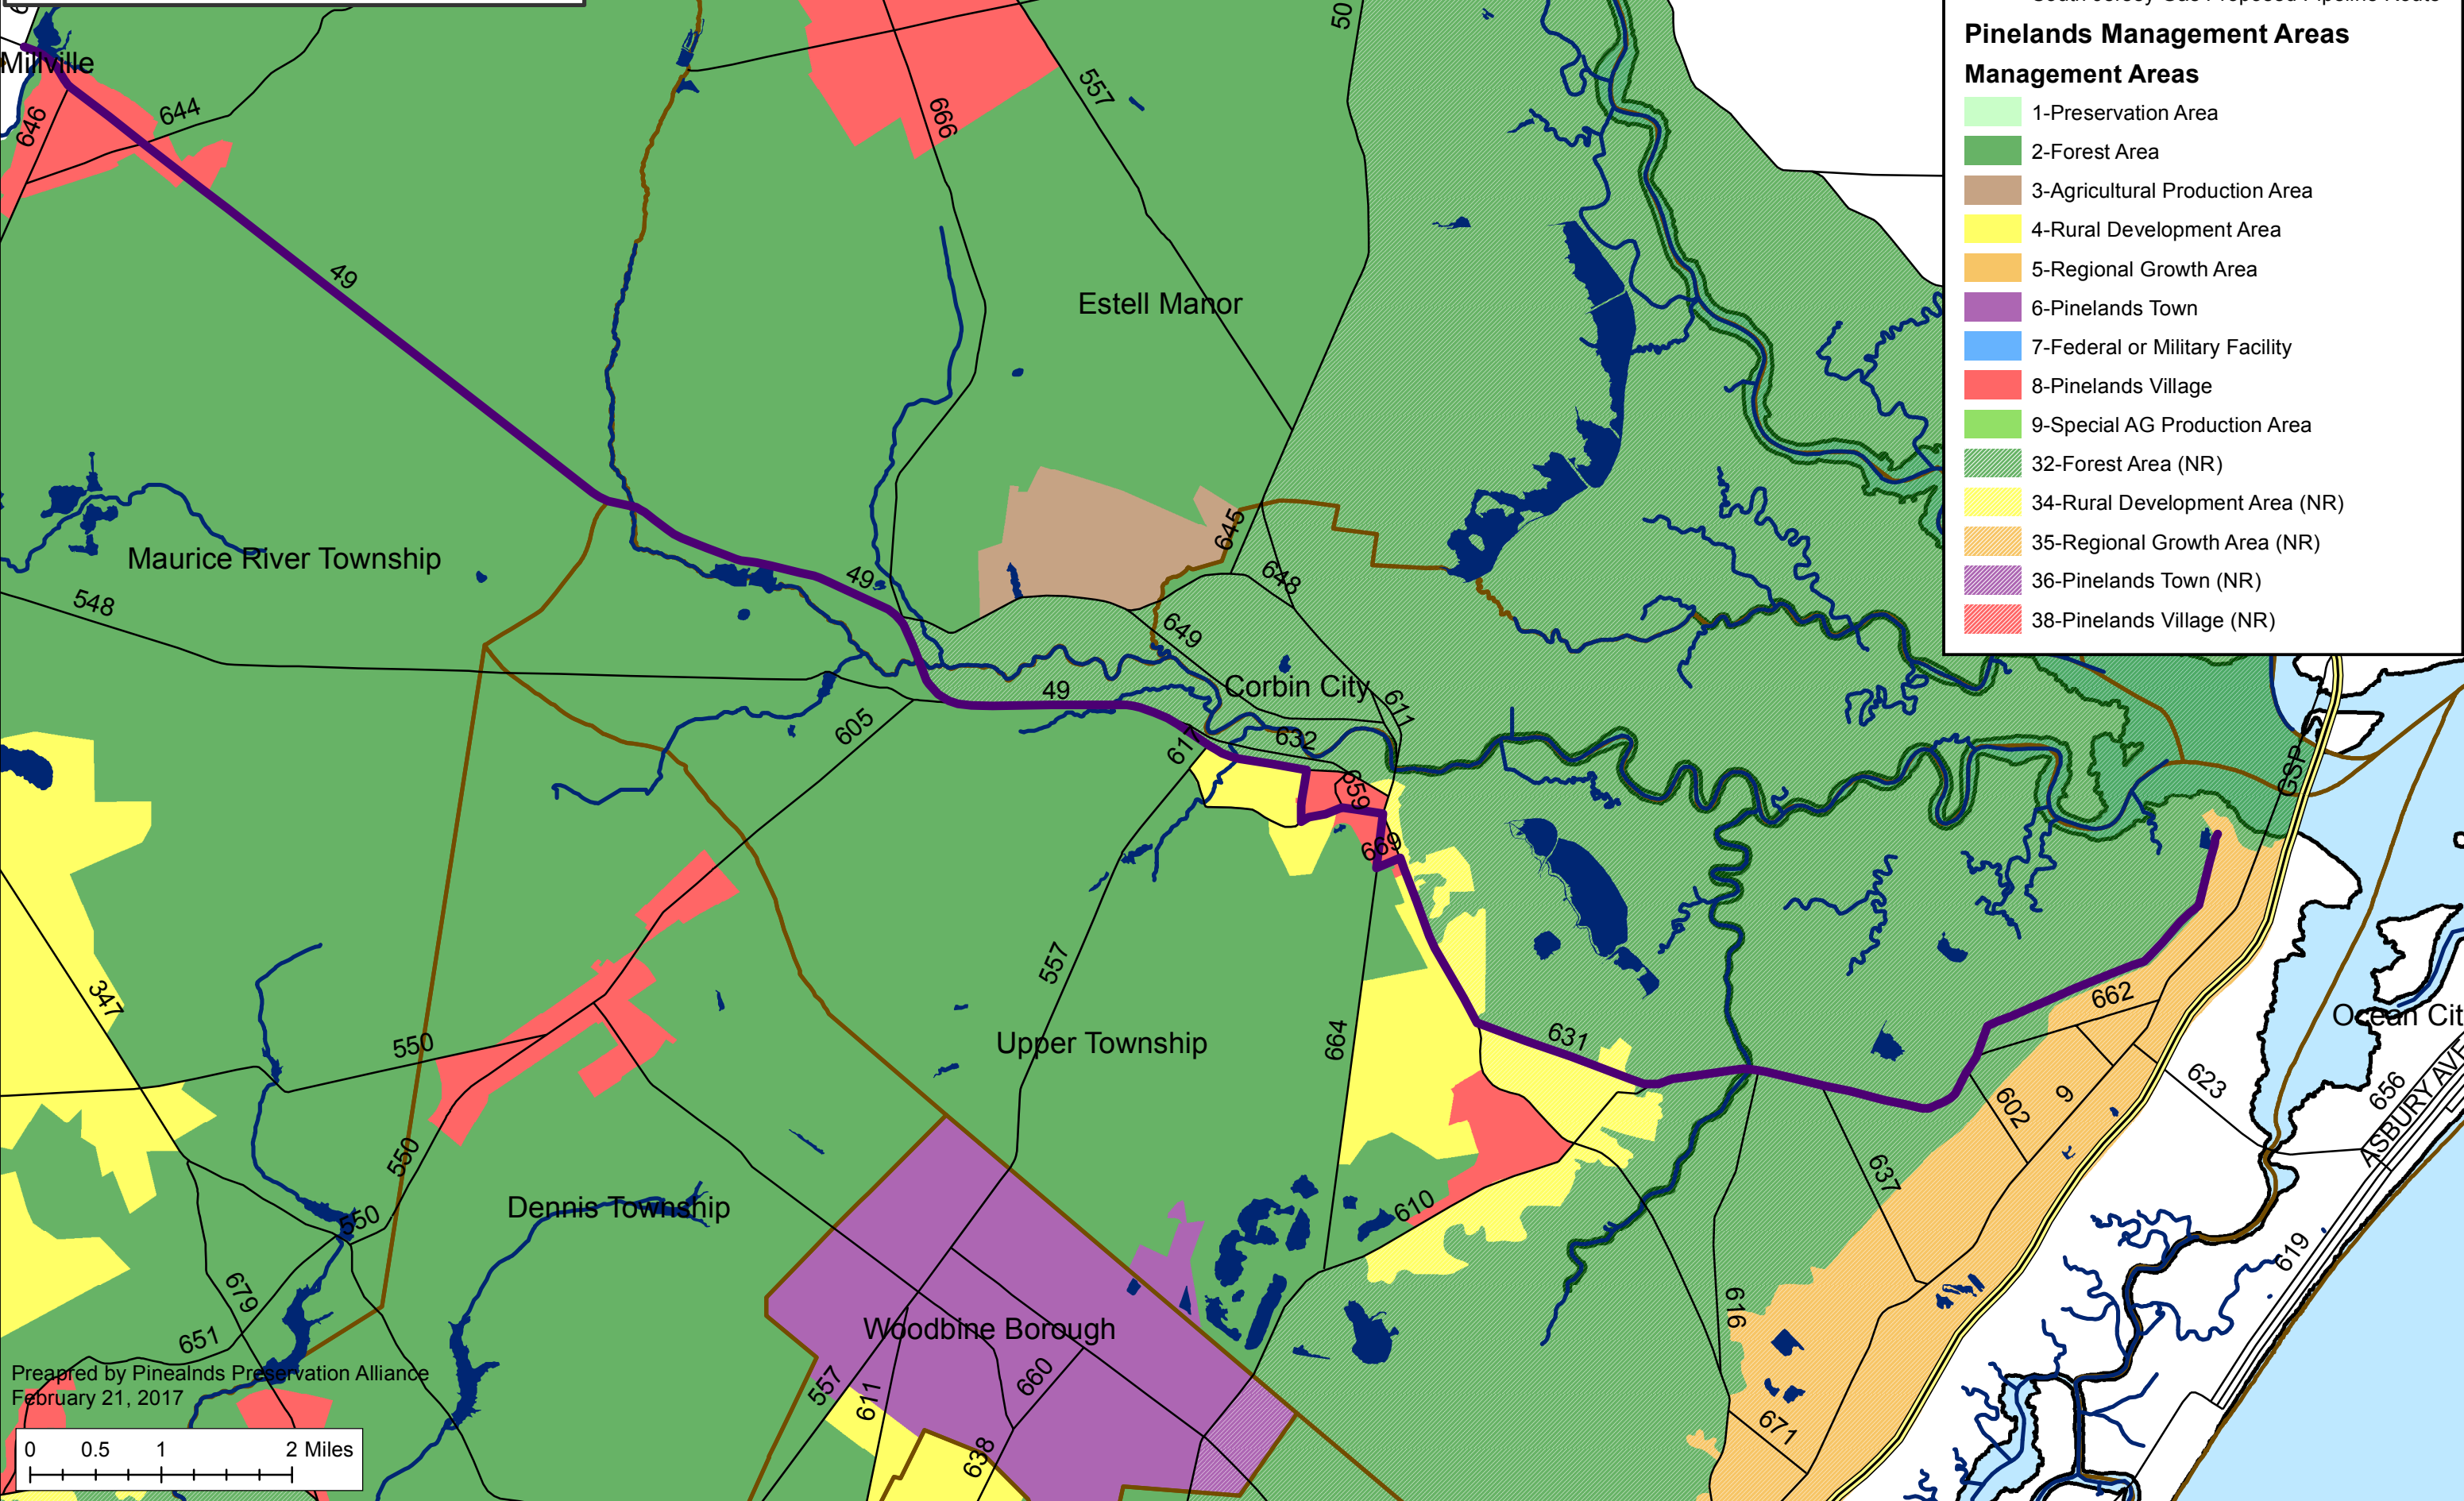 South Jersey Gas Proposed Pipeline Route
Pinelands Management Areas
Management Areas
1-Preservation Area
2-Forest Area
3-Agricultural Production Area
4-Rural Development Area
5-Regional Growth Area
6-Pinelands Town
7-Federal or Military Facility
8-Pinelands Village
9-Special AG Production Area
32-Forest Area (NR)
34-Rural Development Area (NR)
35-Regional Growth Area (NR)
36-Pinelands Town (NR)
38-Pinelands Village (NR)
50
Millville
557
666
644
646
49
Estell Manor
645
Maurice River Township
49
648
548
649
Corbin City
49
611
605
632
617
GSP
659
669
557
347
662
Ocean Cit
550
Upper Township
664
631
623
656
602
9
ASBURY AVE
550
637
Dennis Township
610
550
619
679
616
Woodbine Borough
651
660
Preapred by Pinealnds Preservation Alliance
February 21, 2017
557
611
671
638
0 0.5 1 2 Miles